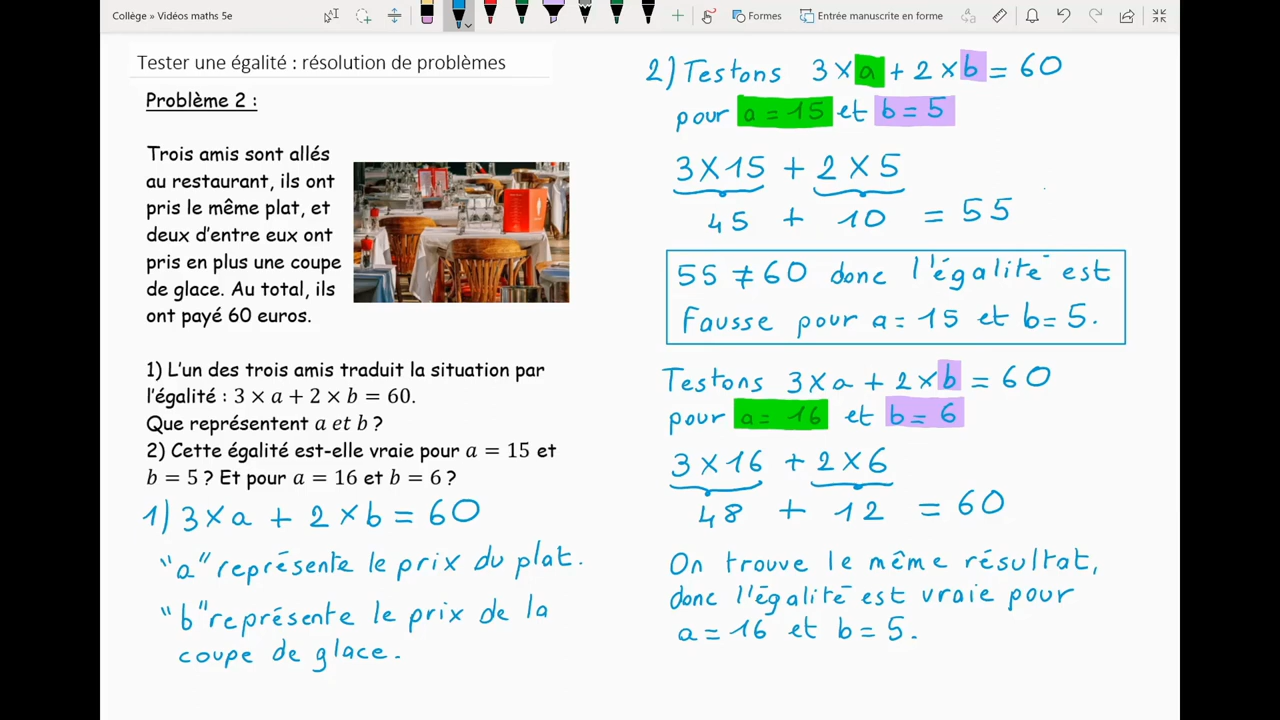 Collège » Vidéos maths 5e
Formes
Entrée manuscrite en forme
Tester une égalité : résolution de problèmes
Problème 2 :
Trois amis sont allés
au restaurant, ils ont
pris le même plat, et
deux d’entre eux ont
pris en plus une coupe
de glace. Au total, ils
ont payé 60 euros.
1) L’un des trois amis traduit la situation par
l’égalité : 3 × a + 2 × b = 60.
Que représentent a et b ?
2) Cette égalité est-elle vraie pour a = 15 et
b = 5 ? Et pour a = 16 et b = 6 ?
1) 3 × a + 2 × b = 60
"a" représente le prix du plat.
"b" représente le prix de la
coupe de glace.
2) Testons 3 × a + 2 × b = 60
pour a = 15 et b = 5
3 × 15 + 2 × 5
45 + 10 = 55
55 ≠ 60 donc l'égalité est
Fausse pour a = 15 et b = 5.
Testons 3 × a + 2 × b = 60
pour a = 16 et b = 6
3 × 16 + 2 × 6
48 + 12 = 60
On trouve le même résultat,
donc l'égalité est vraie pour
a = 16 et b = 5.